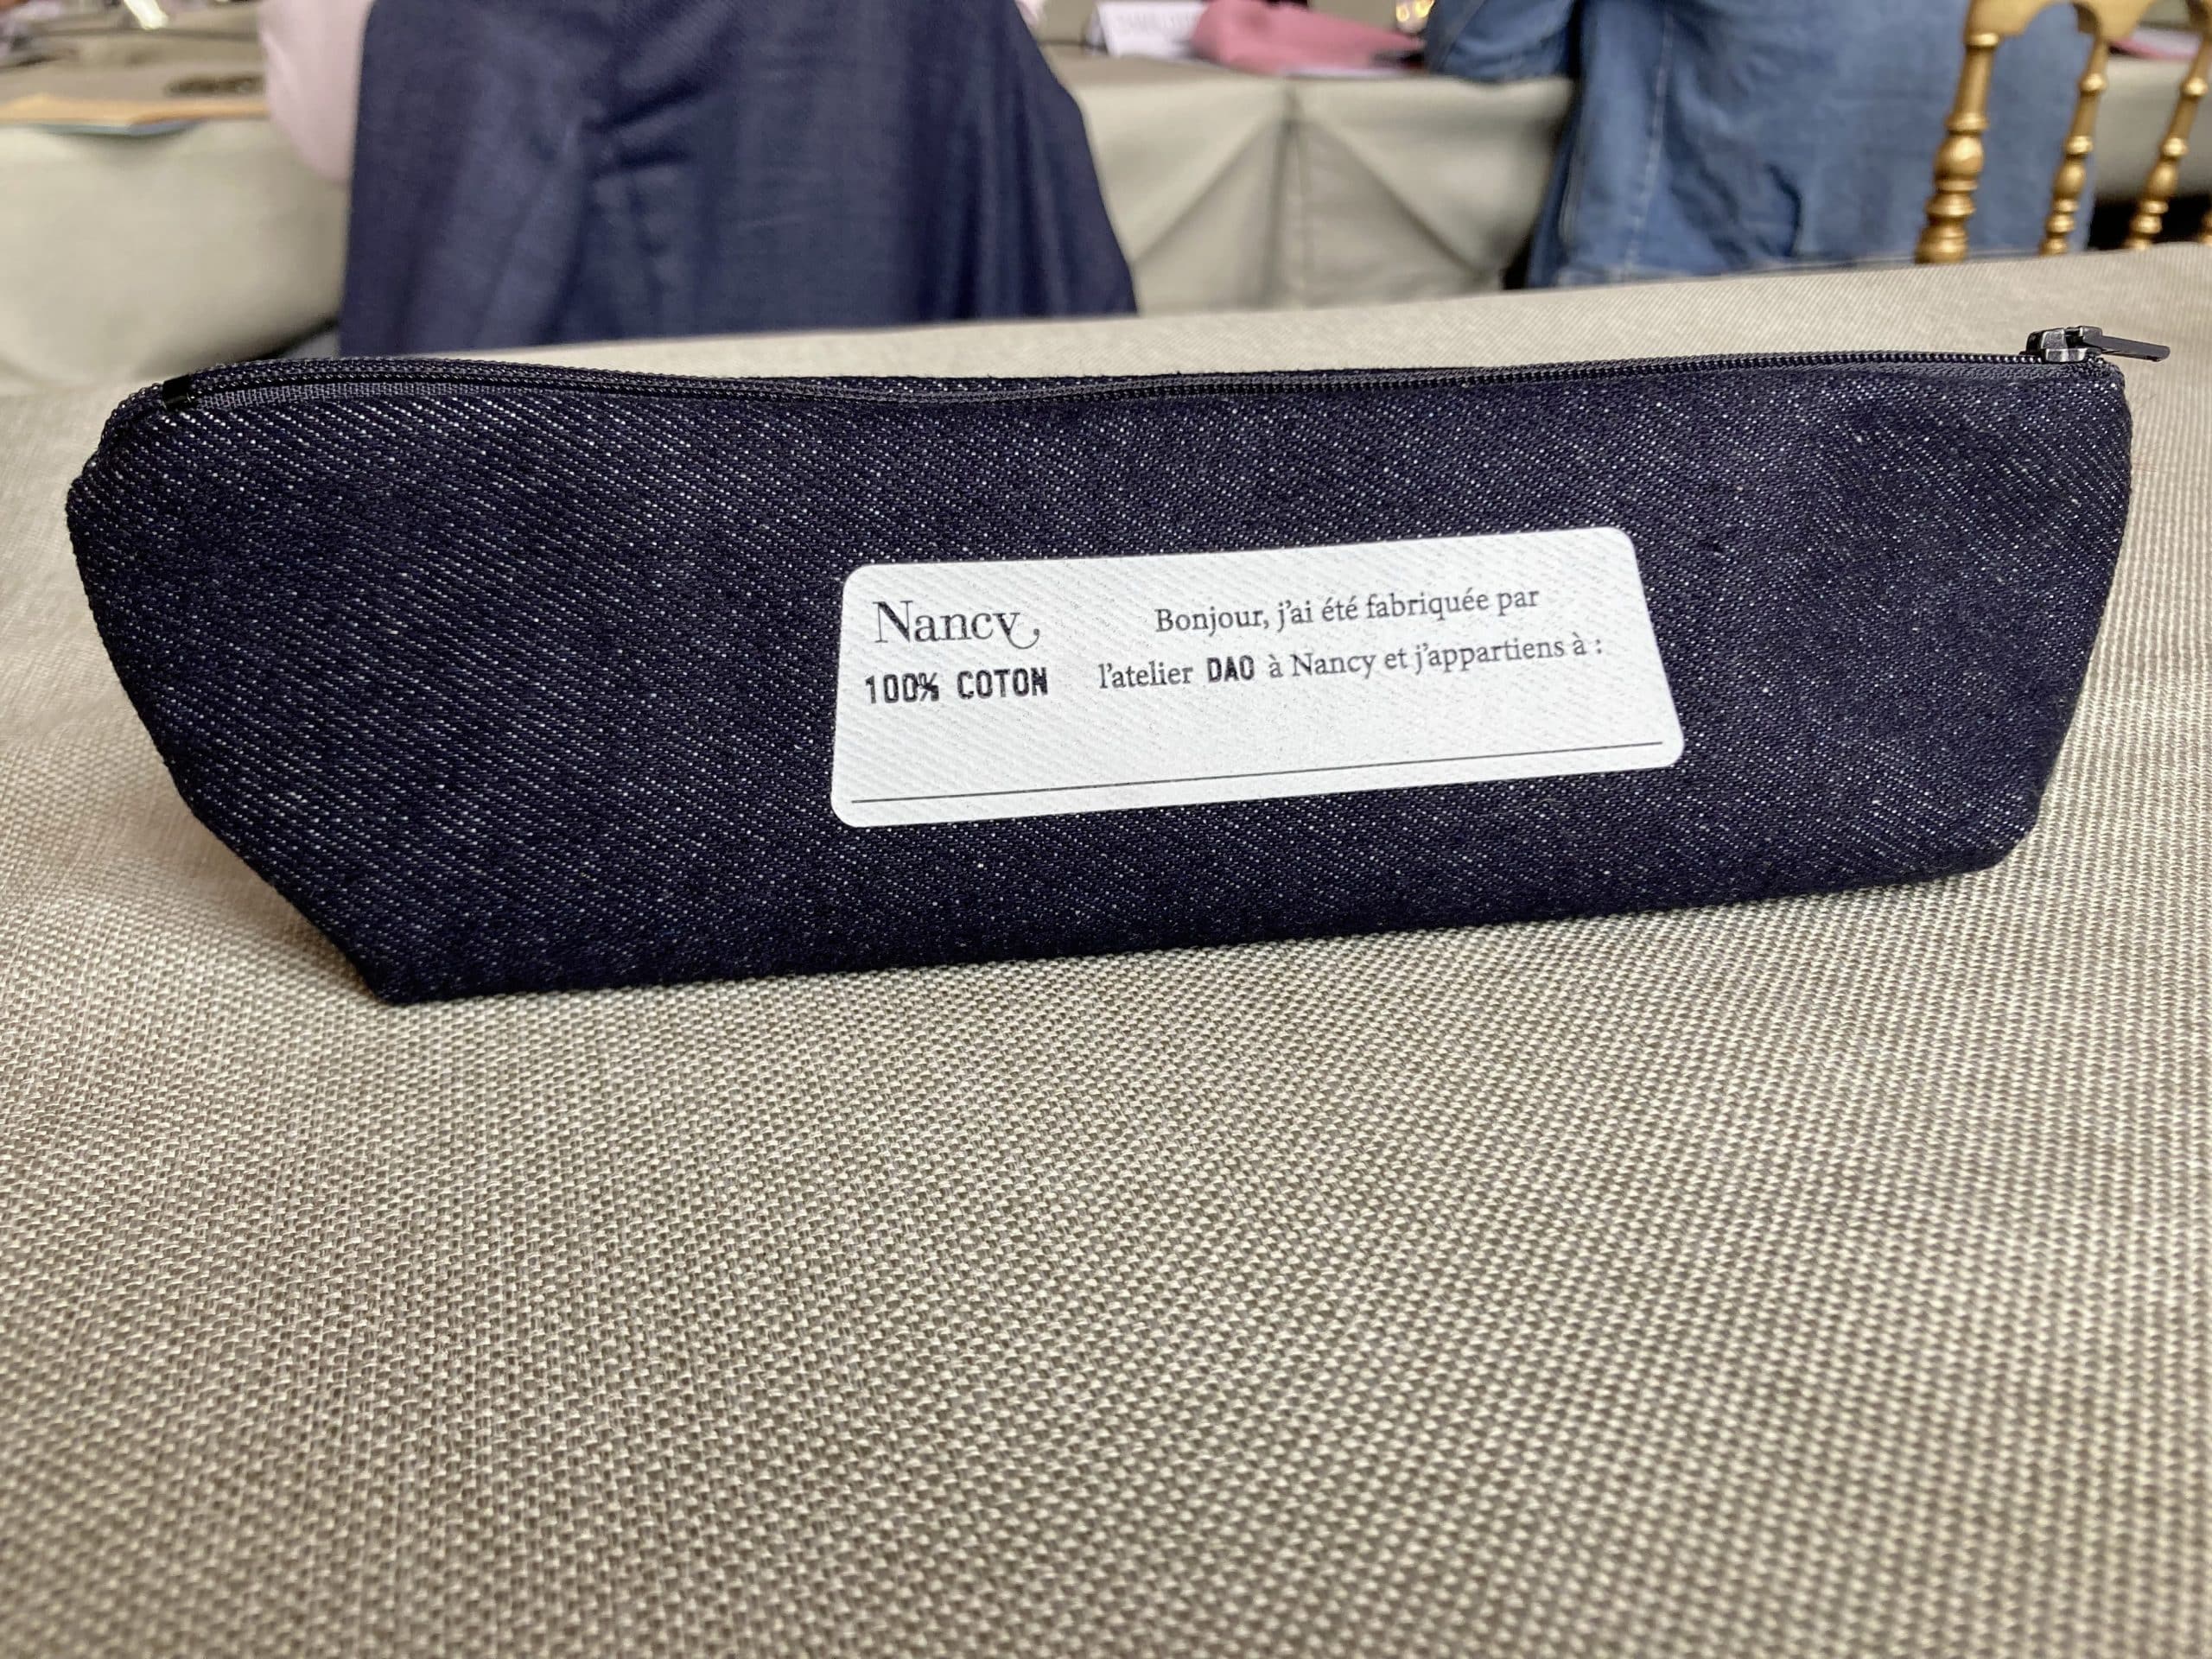 Nancy
100% COTON
Bonjour, j'ai été fabriquée par
l'atelier DAO à Nancy et j'appartiens à :